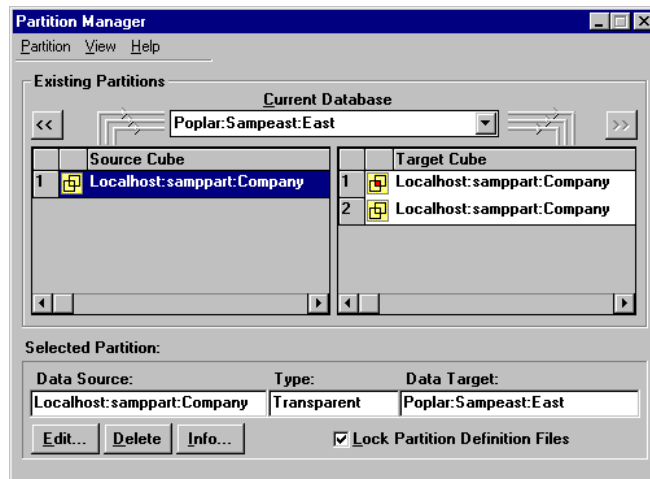 Partition Manager
Partition View Help
Existing Partitions
Current Database
<< Poplar:Sampeast:East >>
Source Cube
1 Localhost:samppart:Company
Target Cube
1 Localhost:samppart:Company
2 Localhost:samppart:Company
Selected Partition:
Data Source: Type: Data Target:
Localhost:samppart:Company Transparent Poplar:Sampeast:East
Edit... Delete Info... Lock Partition Definition Files